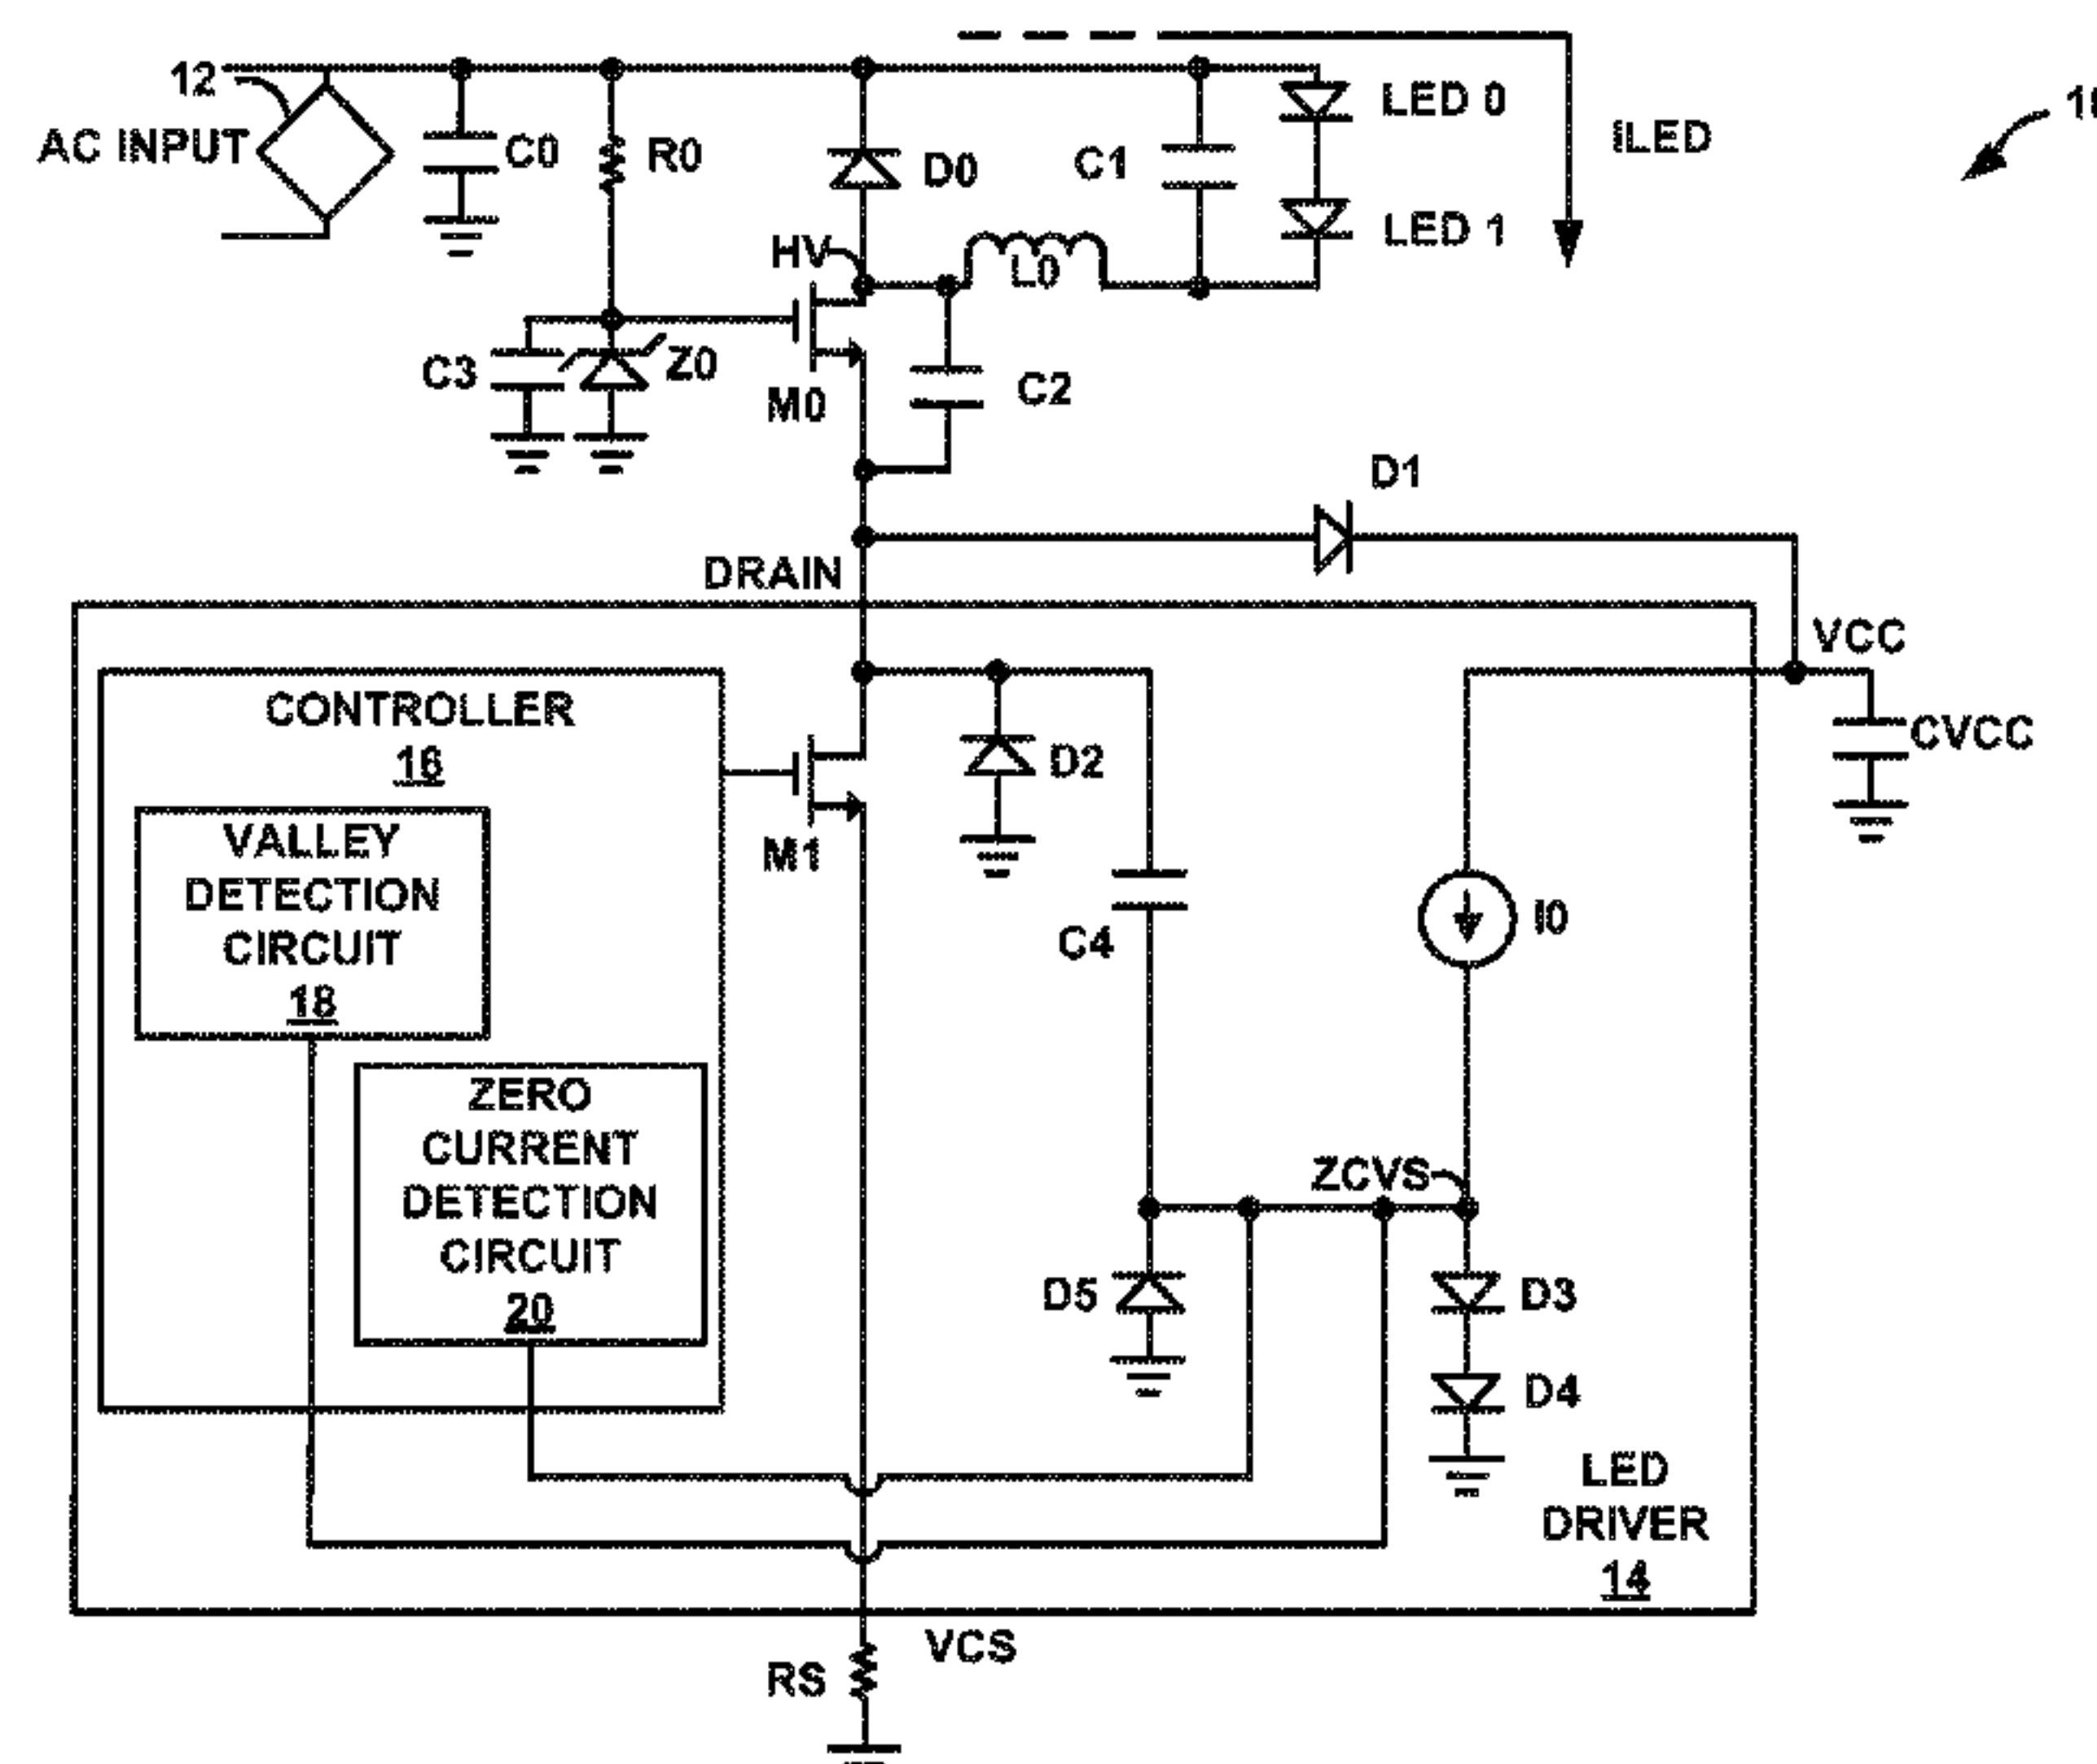 12
AC INPUT
C0
R0
D0
C1
LED 0
LED 1
ILED
HV
L0
C3
Z0
M0
C2
D1
DRAIN
VCC
CONTROLLER
16
M1
D2
CVCC
VALLEY
DETECTION
CIRCUIT
18
C4
I0
ZERO
CURRENT
DETECTION
CIRCUIT
20
ZCVS
D5
D3
D4
LED
DRIVER
14
VCS
RS